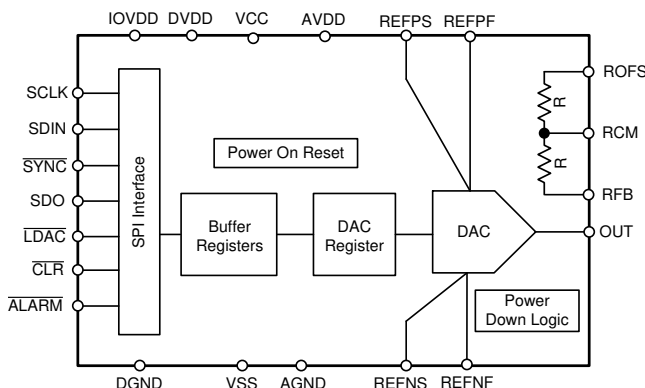 IOVDD DVDD VCC AVDD REFPS REFPF
SCLK
SDIN
SYNC
SDO
LDAC
CLR
ALARM
SPI Interface
Power On Reset
Buffer
Registers
DAC
Register
DAC
Power
Down Logic
R
R
ROFS
RCM
RFB
OUT
DGND VSS AGND REFNS REFNF